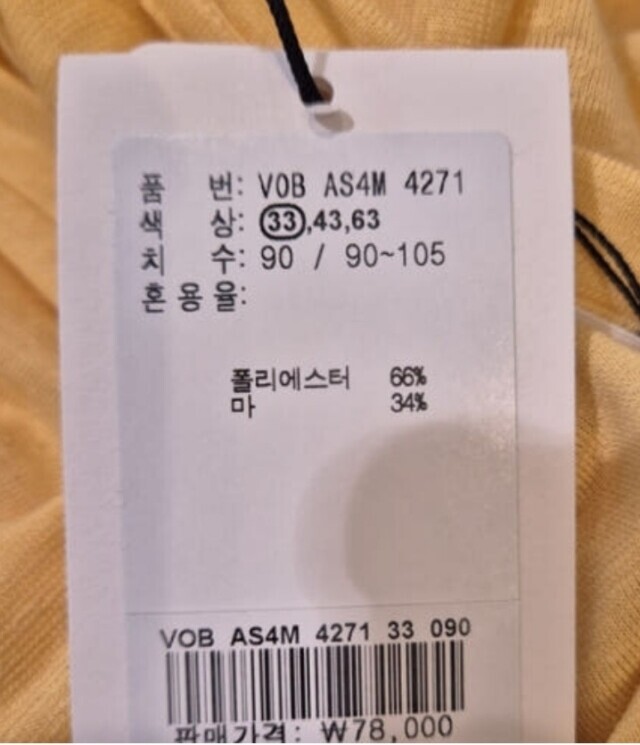 품 번: VOB AS4M 4271
색 상: 33,43,63
치 수: 90 / 90~105
혼용율:
폴리에스터 66%
마 34%
VOB AS4M 4271 33 090
판매가격: ₩78,000